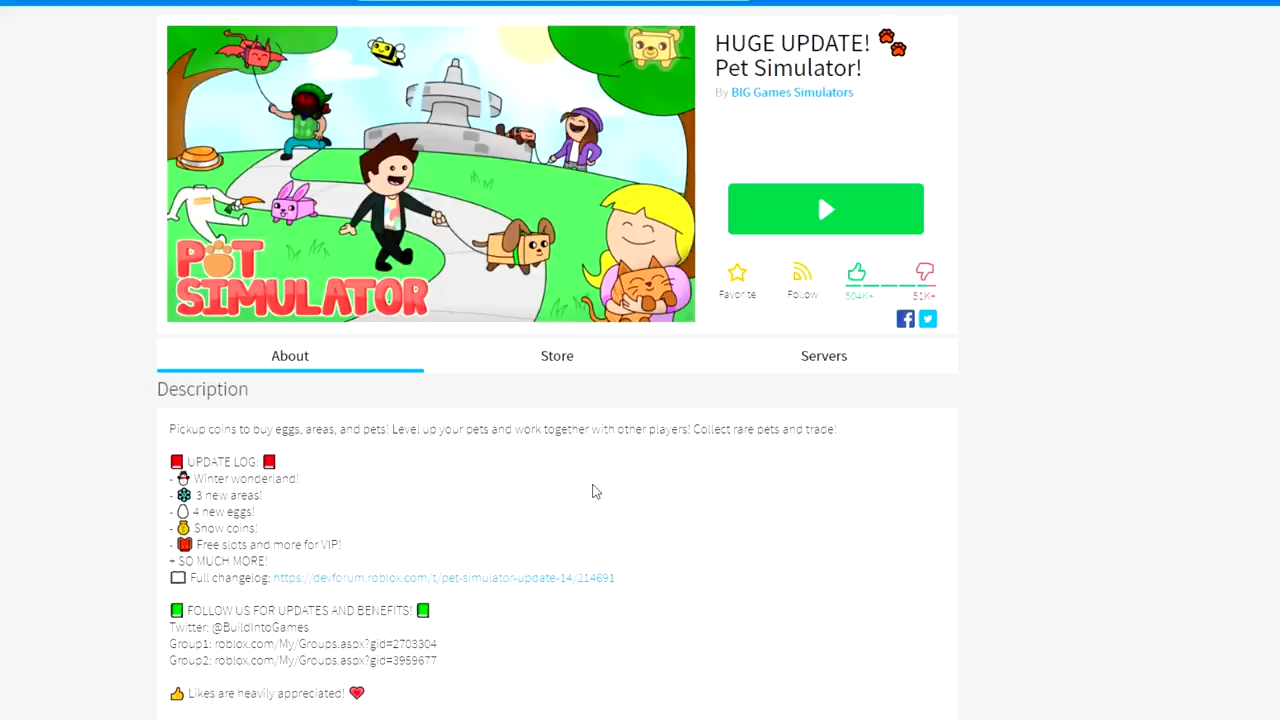 HUGE UPDATE! 🐾
Pet Simulator!
By BIG Games Simulators
PET
SIMULATOR
Favorite
Follow
504K+
51K+
About
Store
Servers
Description
Pickup coins to buy eggs, areas, and pets! Level up your pets and work together with other players! Collect rare pets and trade!
📕 UPDATE LOG: 📕
- ⛄ Winter wonderland!
- ❄ 3 new areas!
- 🥚 4 new eggs!
- 💰 Snow coins!
- 🎽 Free slots and more for VIP!
+ SO MUCH MORE!
📖 Full changelog: https://devforum.roblox.com/t/pet-simulator-update-14/214691
📗 FOLLOW US FOR UPDATES AND BENEFITS! 📗
Twitter: @BuildIntoGames
Group1: roblox.com/My/Groups.aspx?gid=2703304
Group2: roblox.com/My/Groups.aspx?gid=3959677
👍 Likes are heavily appreciated! ❤